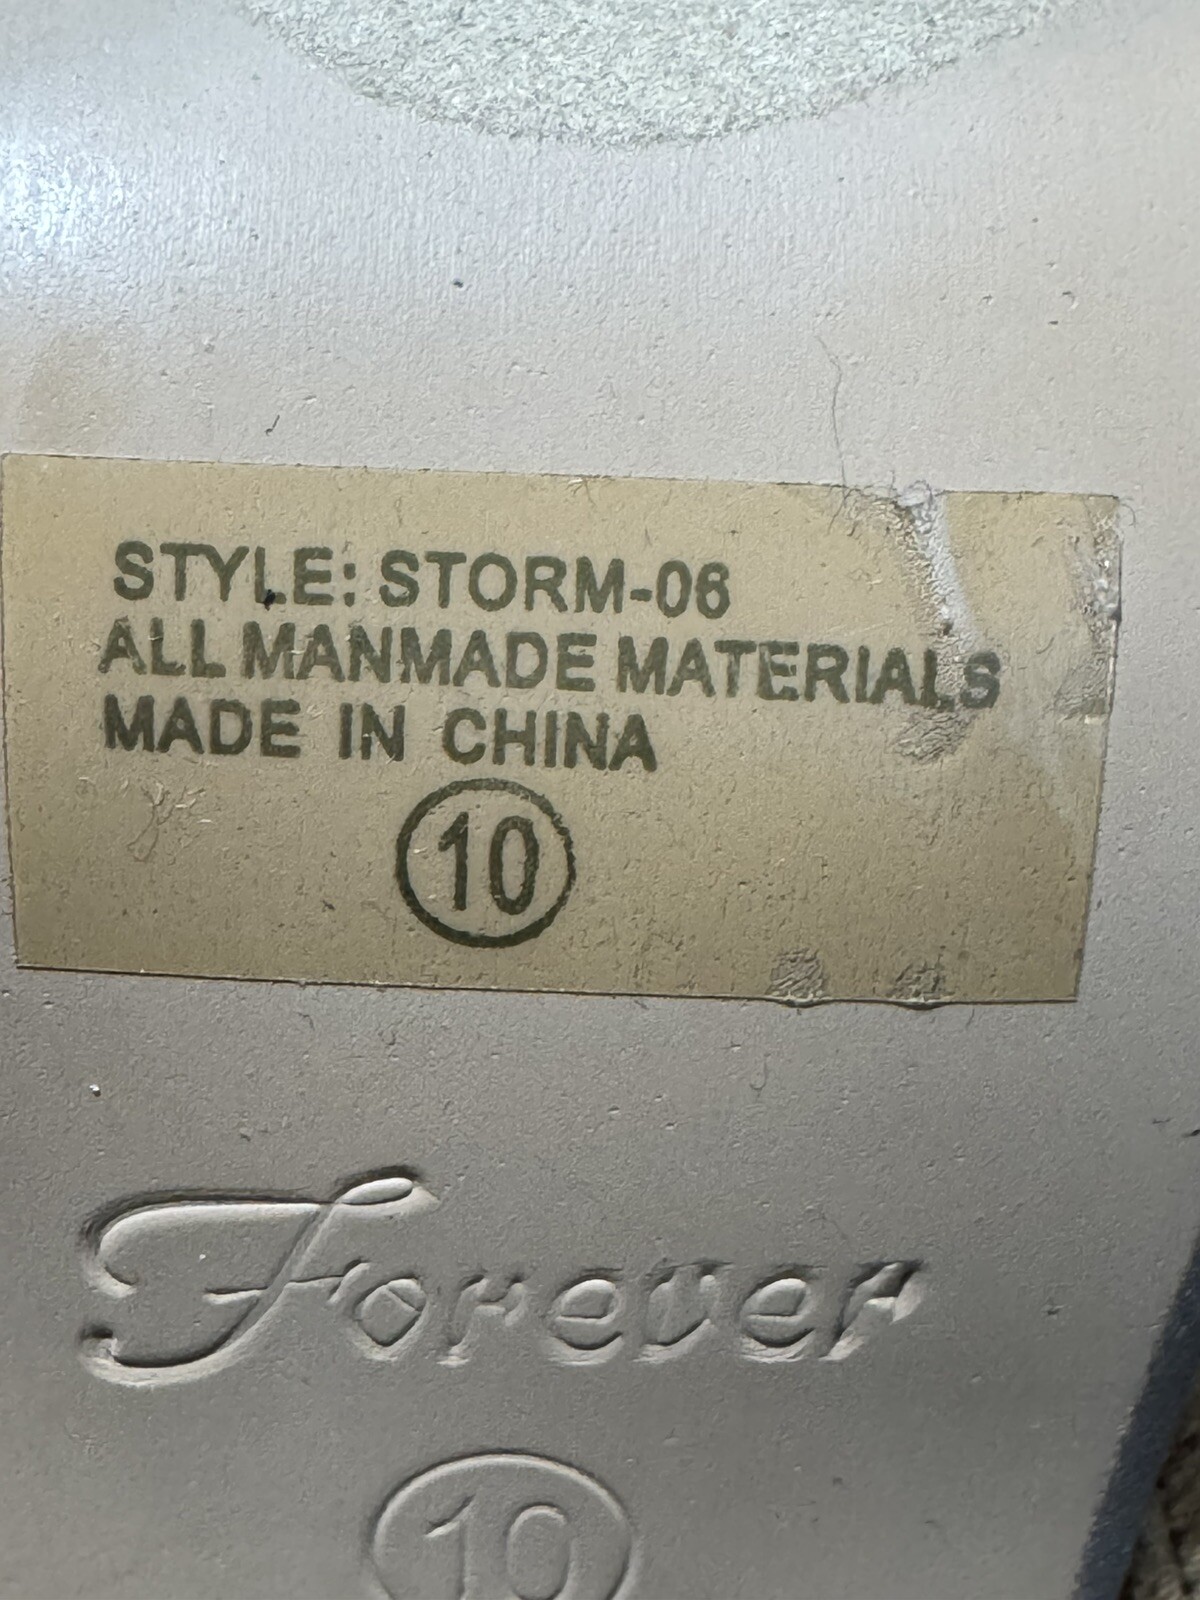 STYLE: STORM-06
ALL MANMADE MATERIALS
MADE IN CHINA
10
Forever
10